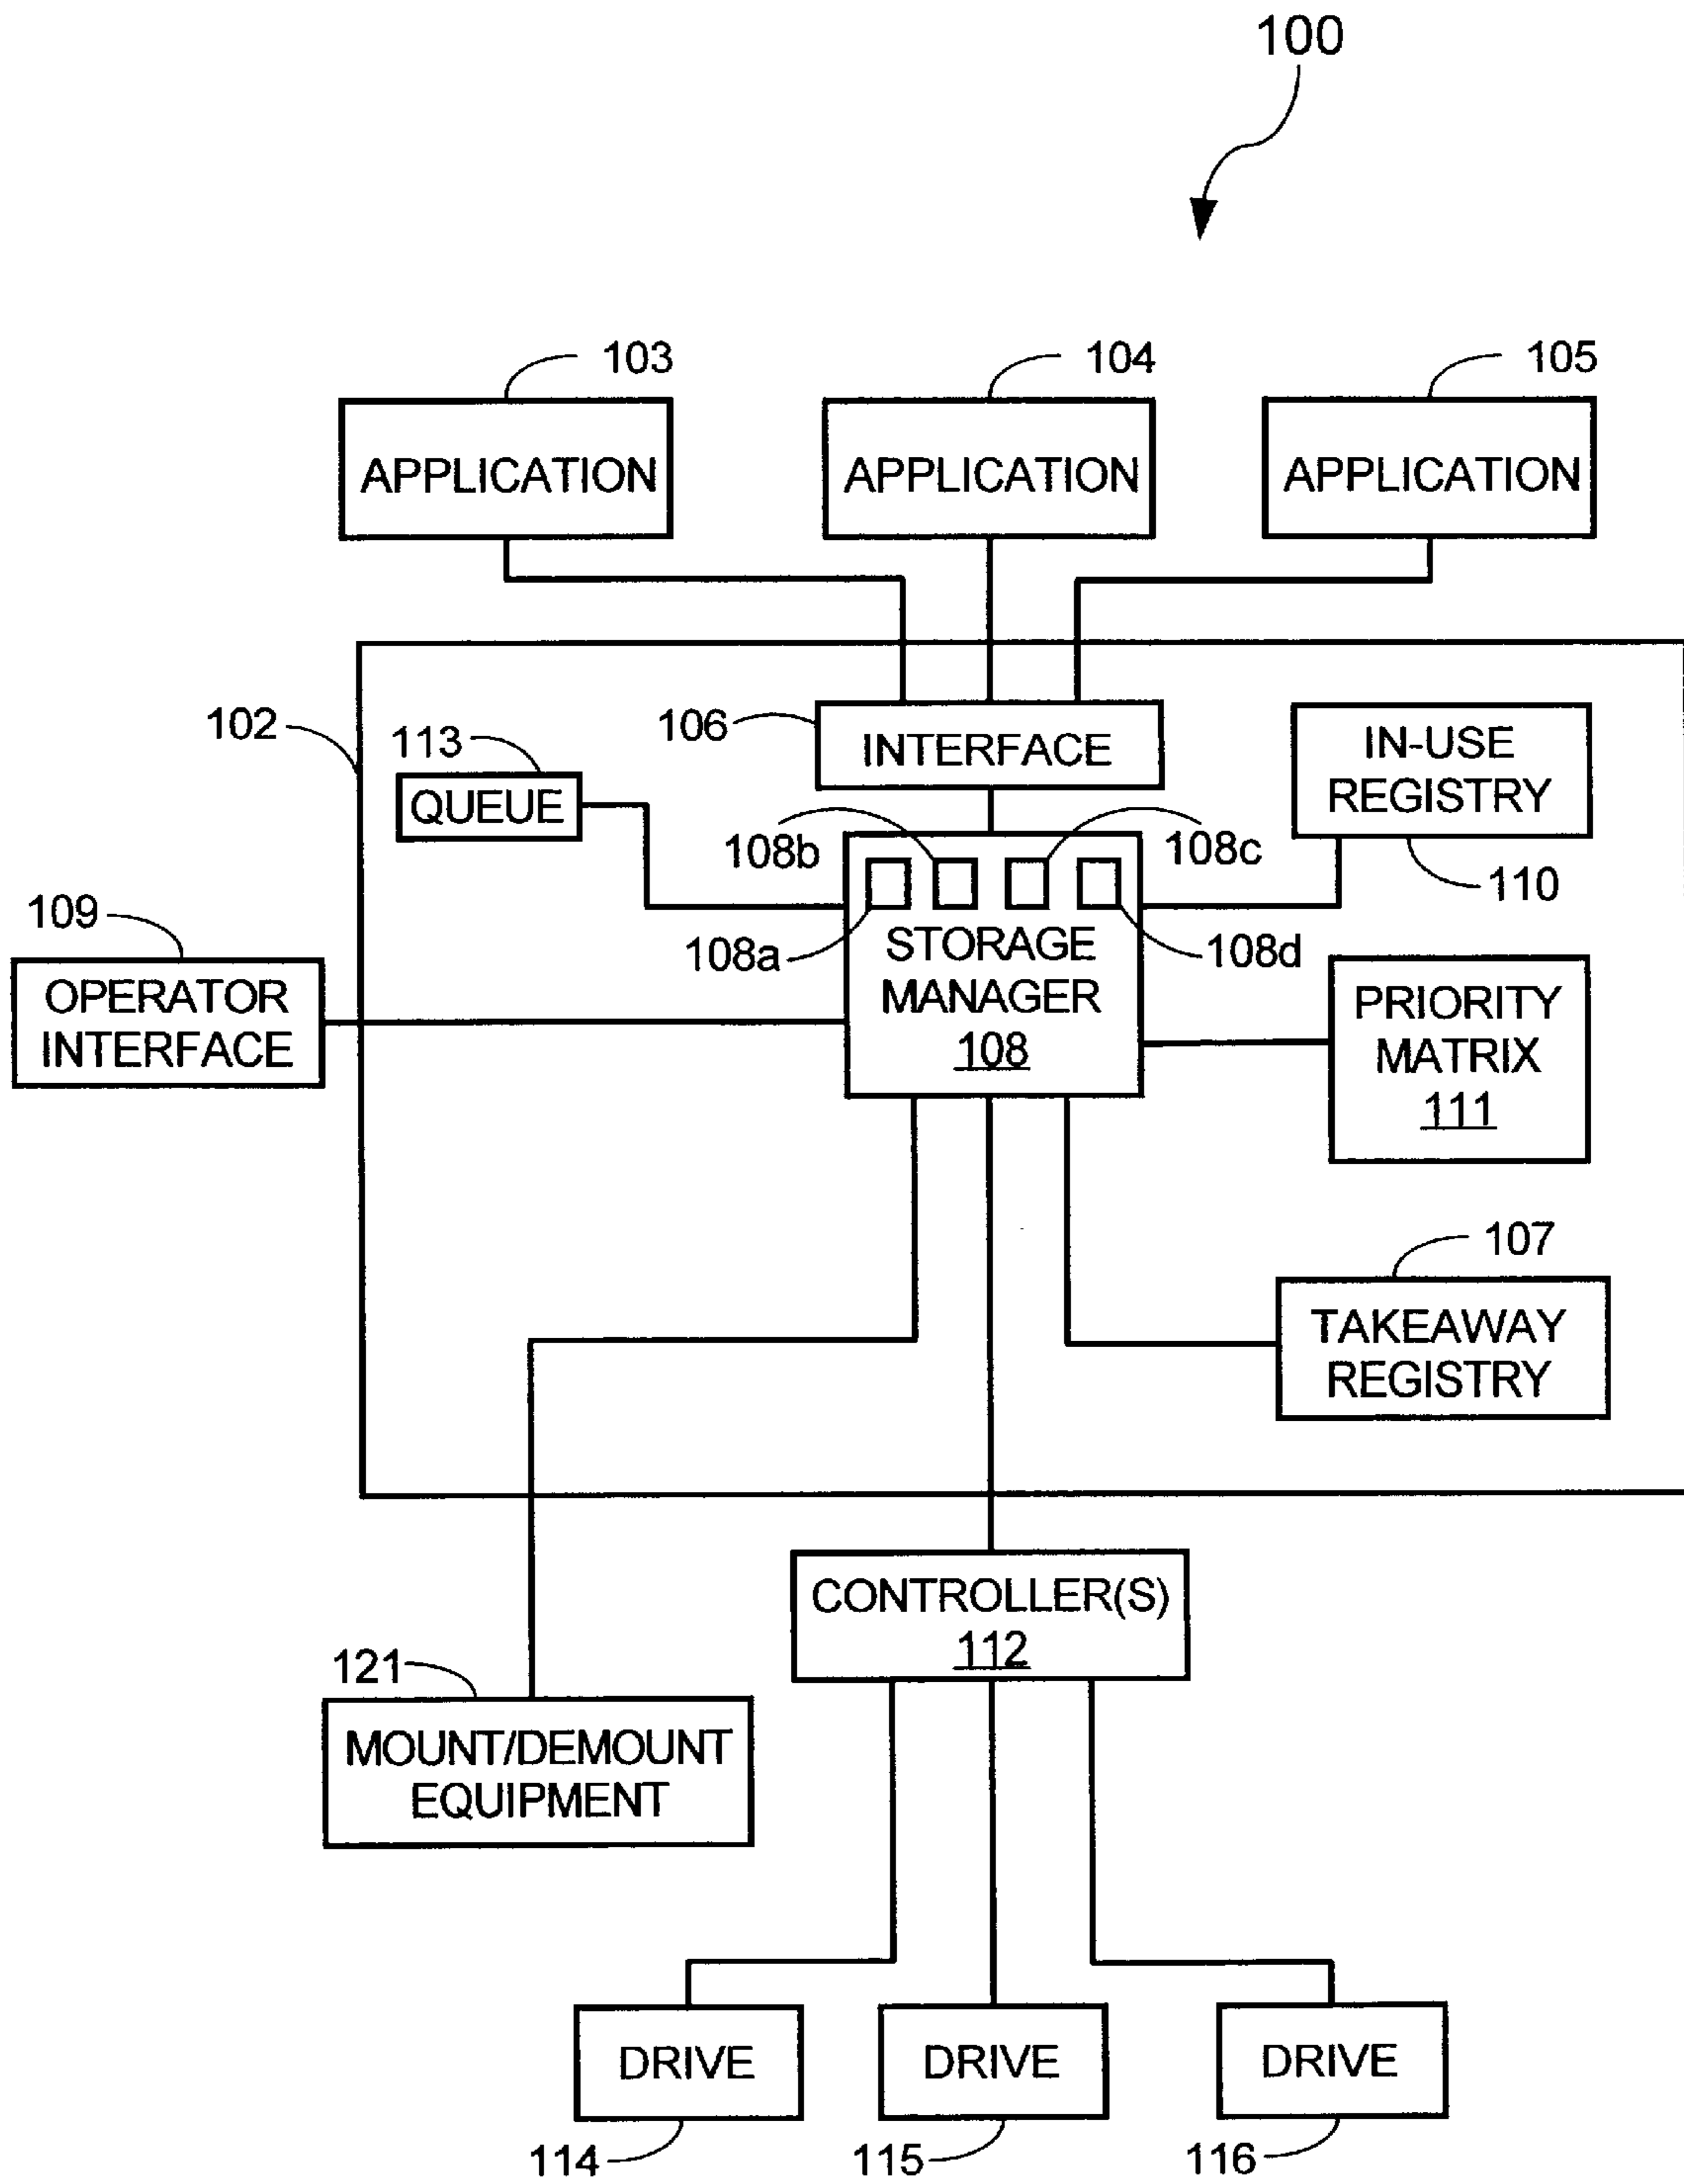 100
103
104
105
APPLICATION
APPLICATION
APPLICATION
102
113
106
QUEUE
INTERFACE
IN-USE
REGISTRY
110
108b
108c
108a
108d
STORAGE
MANAGER
108
109
OPERATOR
INTERFACE
PRIORITY
MATRIX
111
107
TAKEAWAY
REGISTRY
CONTROLLER(S)
112
121
MOUNT/DEMOUNT
EQUIPMENT
DRIVE
DRIVE
DRIVE
114
115
116